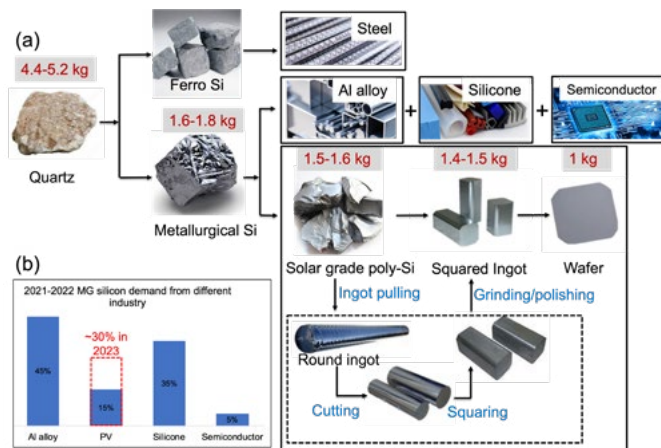 (a)
4.4-5.2 kg
Quartz
Ferro Si
Steel
1.6-1.8 kg
Metallurgical Si
Al alloy
+
Silicone
+
Semiconductor
1.5-1.6 kg
1.4-1.5 kg
1 kg
Solar grade poly-Si
Squared Ingot
Wafer
Ingot pulling
Grinding/polishing
Round ingot
Cutting
Squaring
(b)
2021-2022 MG silicon demand from different
industry
~30% in
2023
45%
15%
35%
5%
Al alloy
PV
Silicone
Semiconductor